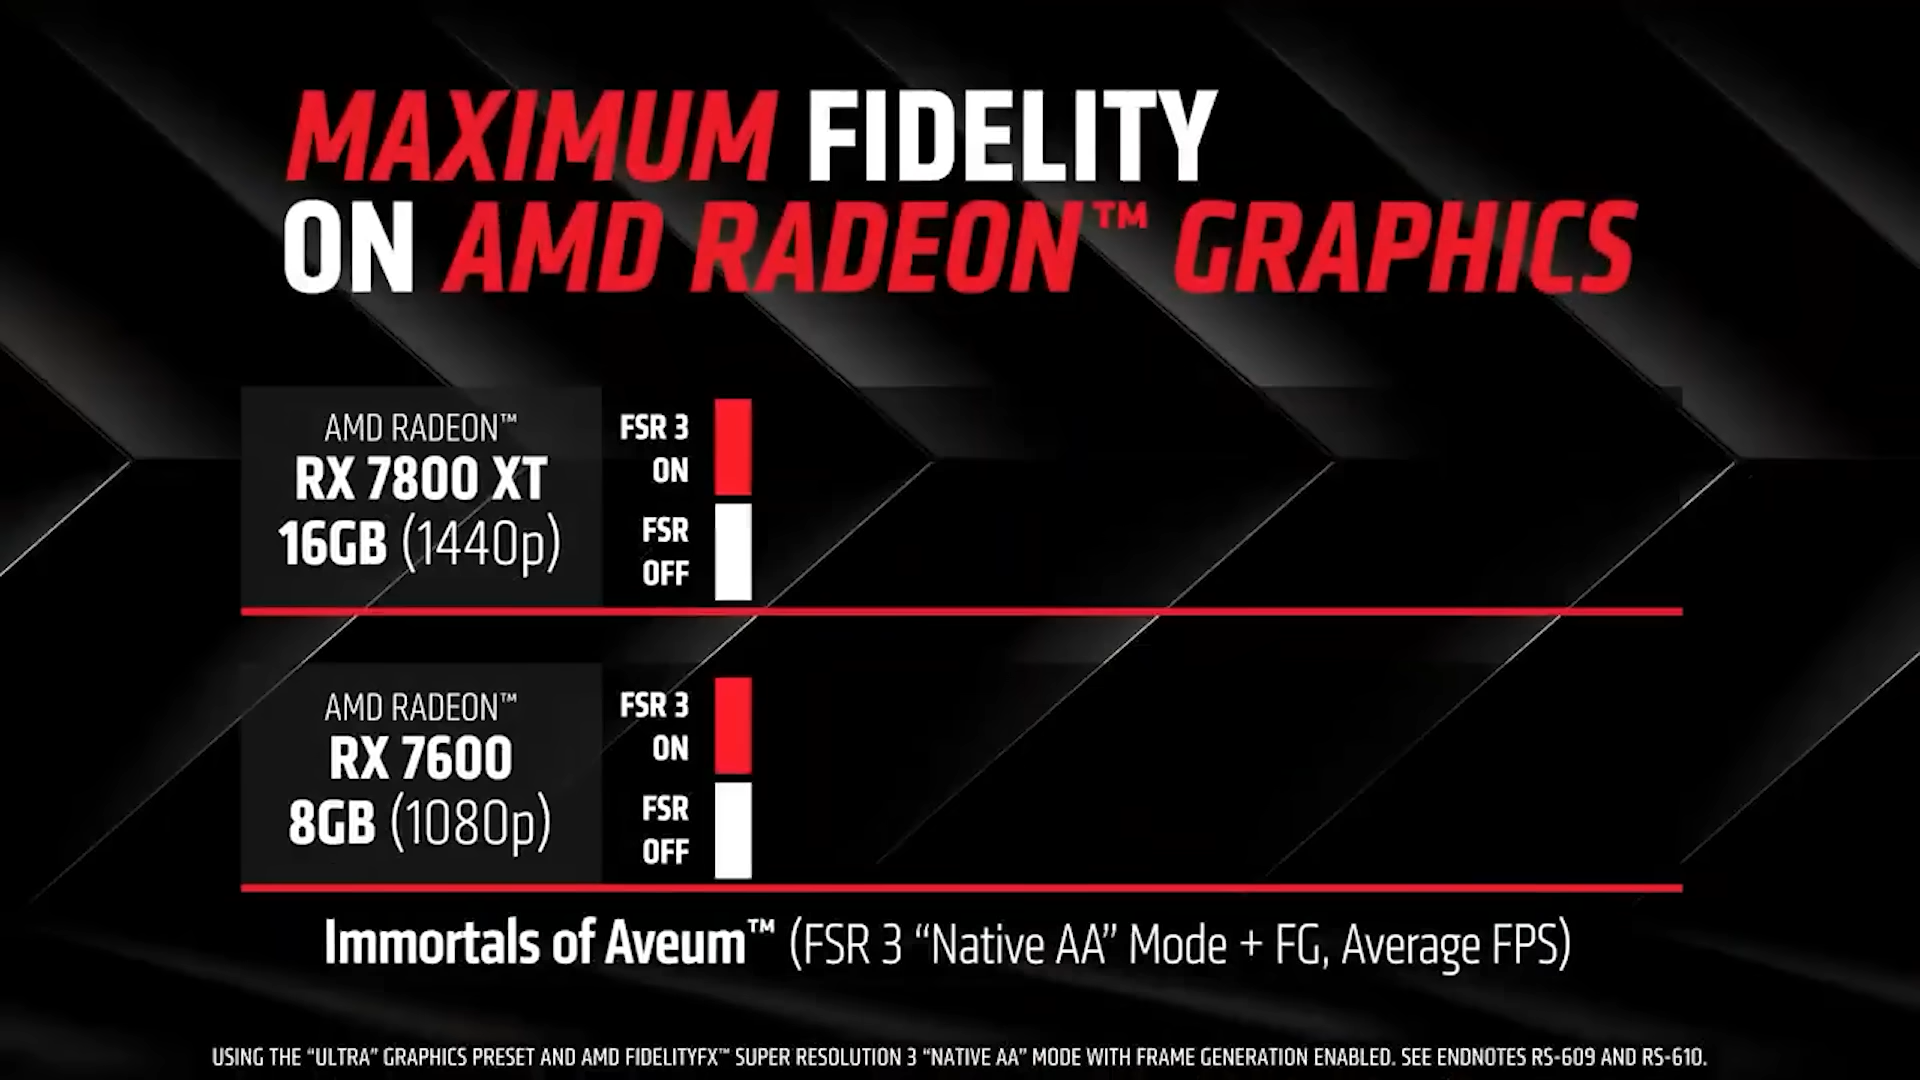 MAXIMUM FIDELITY
ON AMD RADEON™ GRAPHICS
AMD RADEON™
RX 7800 XT
16GB (1440p)
FSR 3
ON
FSR
OFF
AMD RADEON™
RX 7600
8GB (1080p)
FSR 3
ON
FSR
OFF
Immortals of Aveum™ (FSR 3 “Native AA” Mode + FG, Average FPS)
USING THE “ULTRA” GRAPHICS PRESET AND AMD FIDELITYFX™ SUPER RESOLUTION 3 “NATIVE AA” MODE WITH FRAME GENERATION ENABLED. SEE ENDNOTES RS-609 AND RS-610.